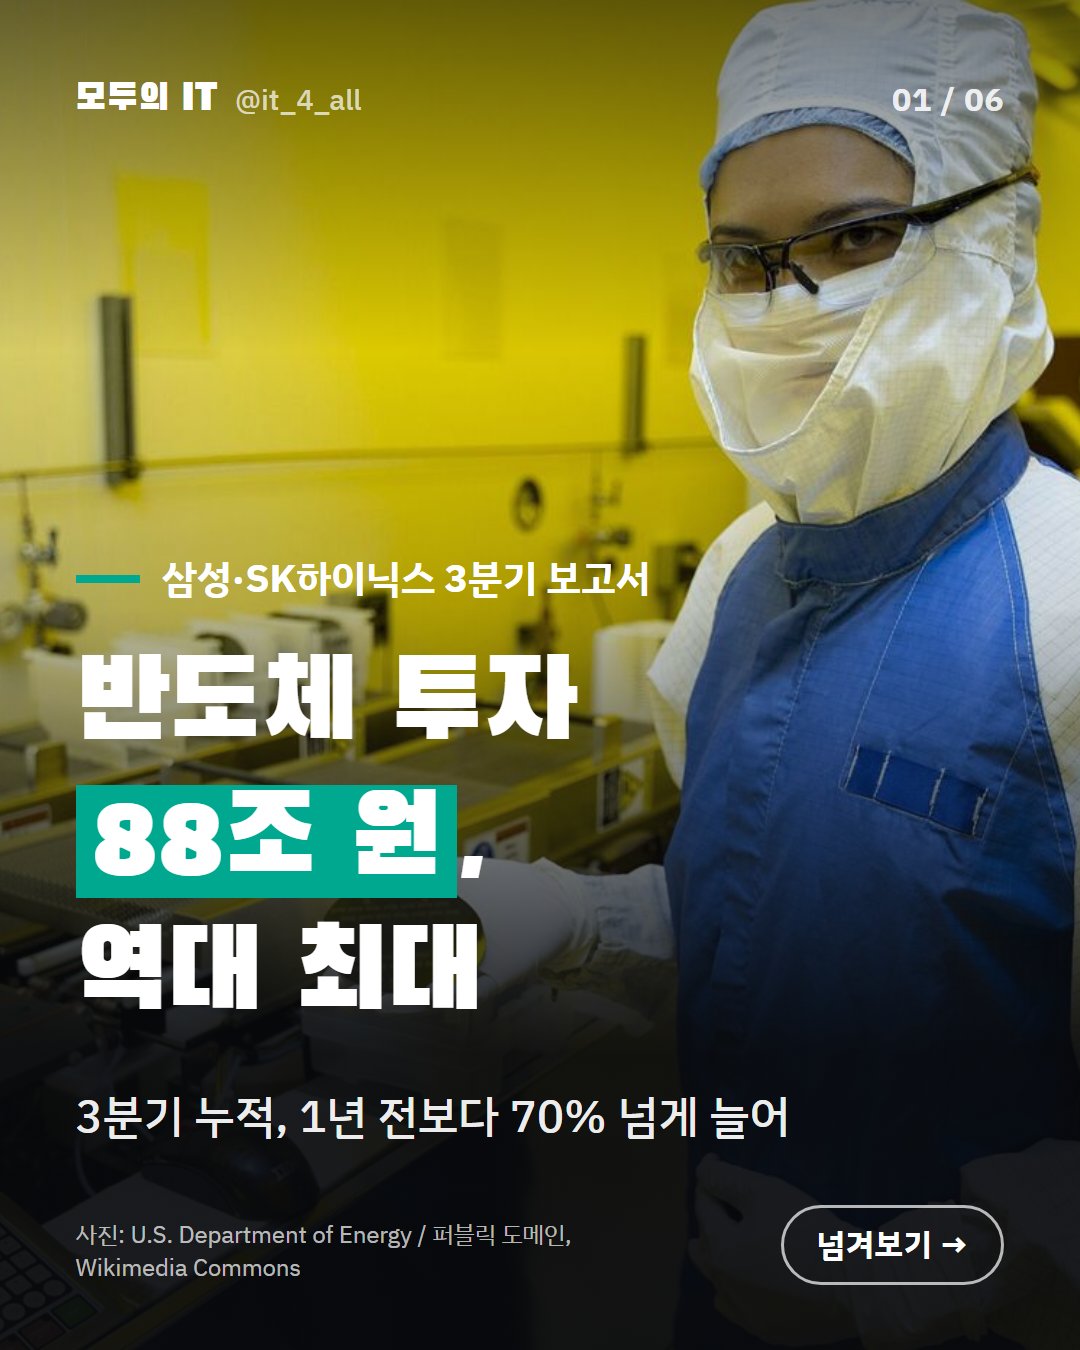 모두의 IT @it_4_all
01 / 06
삼성·SK하이닉스 3분기 보고서
반도체 투자
88조 원,
역대 최대
3분기 누적, 1년 전보다 70% 넘게 늘어
사진: U.S. Department of Energy / 퍼블릭 도메인,
Wikimedia Commons
넘겨보기 →